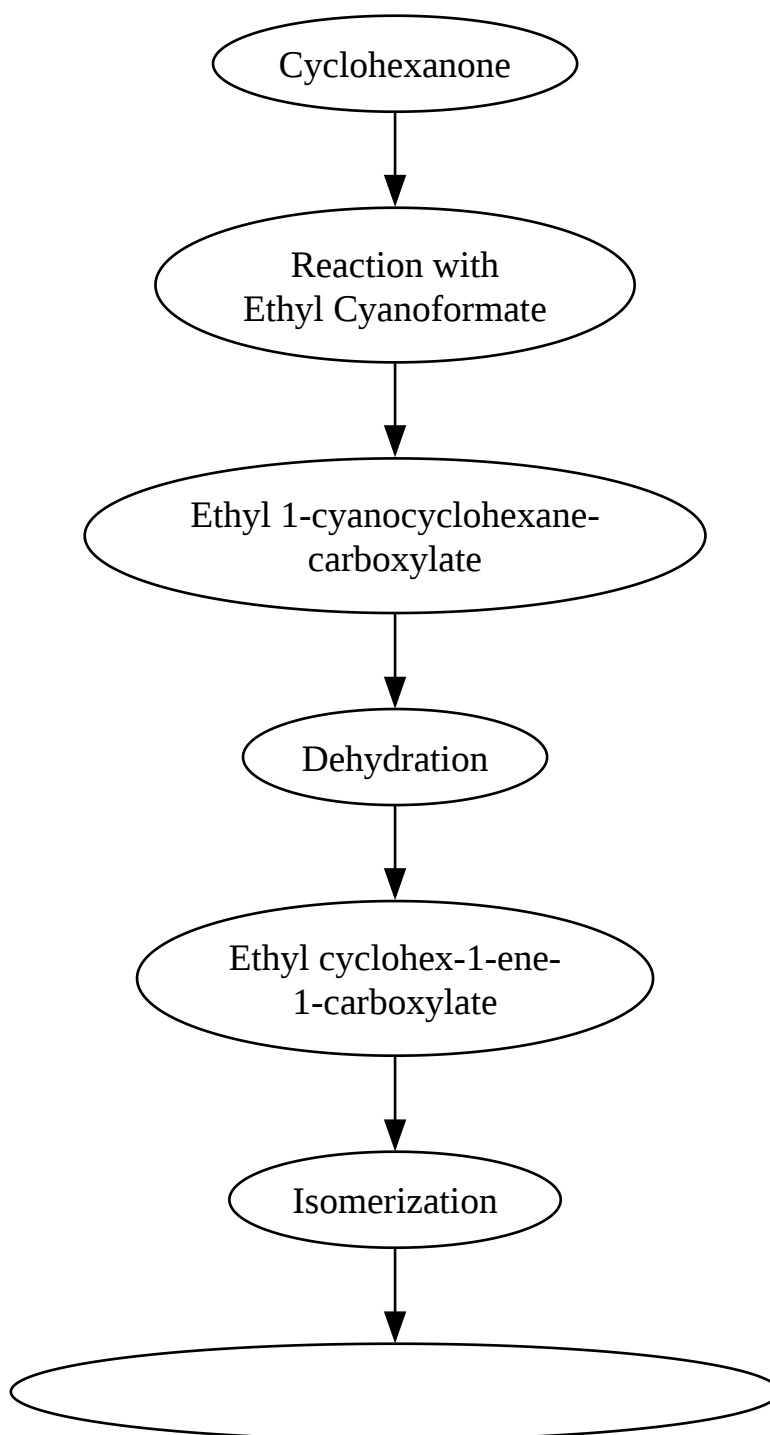 Cyclohexanone
Reaction with
Ethyl Cyanoformate
Ethyl 1-cyanocyclohexane-
carboxylate
Dehydration
Ethyl cyclohex-1-ene-
1-carboxylate
Isomerization